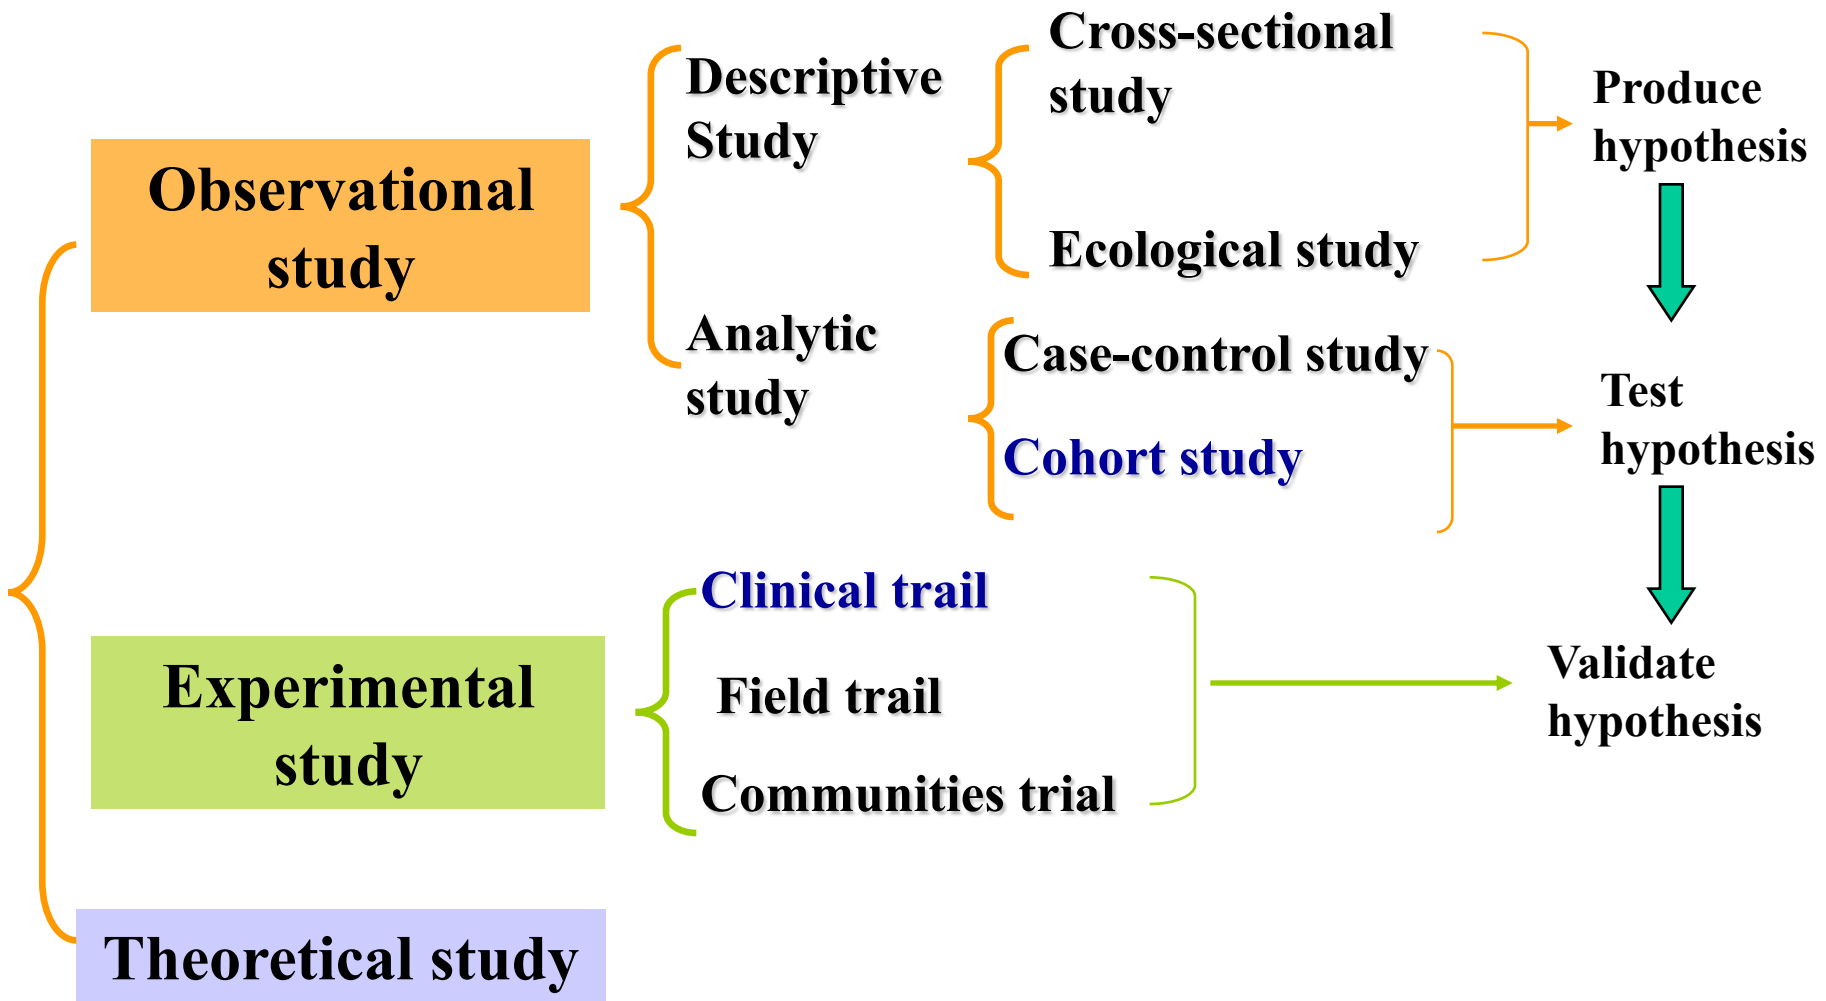 Observational
study
Descriptive
Study
Cross-sectional
study
Ecological study
Produce
hypothesis
Analytic
study
Case-control study
Cohort study
Test
hypothesis
Experimental
study
Clinical trail
Field trail
Communities trial
Validate
hypothesis
Theoretical study